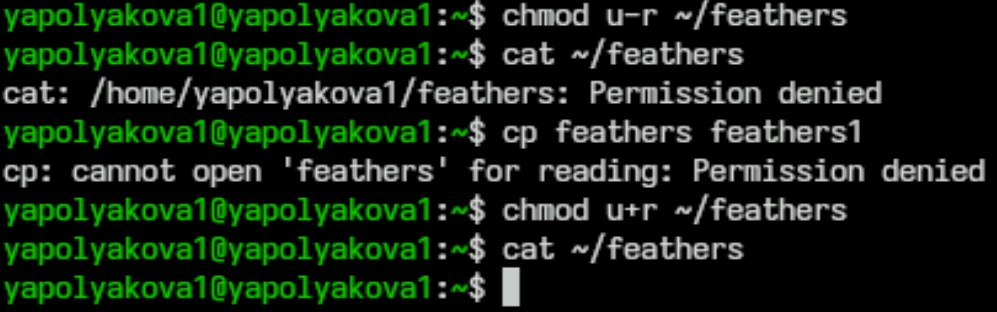 yapolyakova1@yapolyakova1:~$ chmod u-r ~/feathers
yapolyakova1@yapolyakova1:~$ cat ~/feathers
cat: /home/yapolyakova1/feathers: Permission denied
yapolyakova1@yapolyakova1:~$ cp feathers feathers1
cp: cannot open 'feathers' for reading: Permission denied
yapolyakova1@yapolyakova1:~$ chmod u+r ~/feathers
yapolyakova1@yapolyakova1:~$ cat ~/feathers
yapolyakova1@yapolyakova1:~$